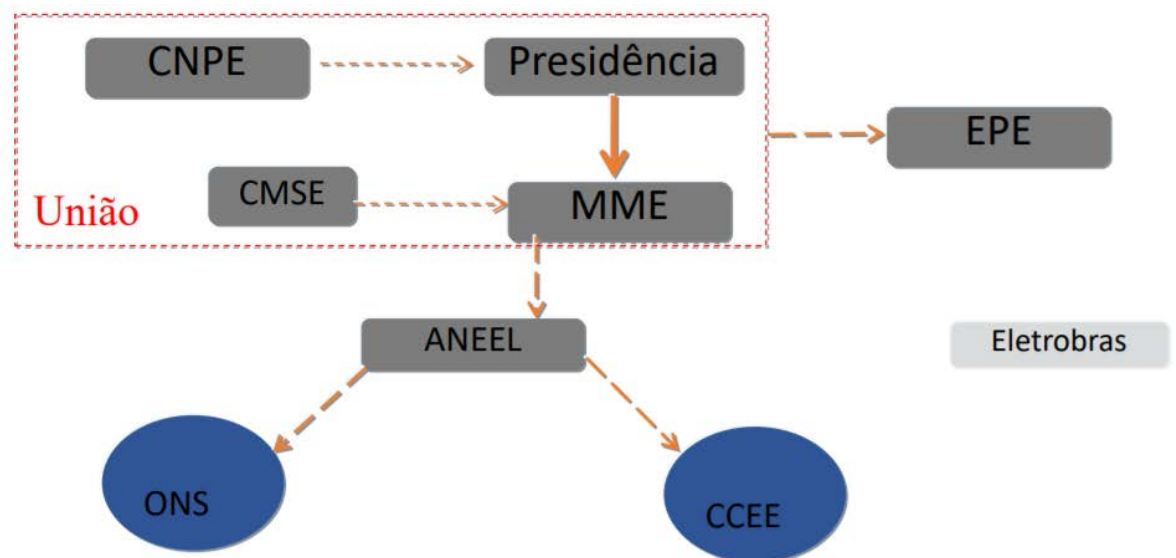 CNPE
Presidência
EPE
CMSE
MME
União
ANEEL
Eletrobras
ONS
CCEE